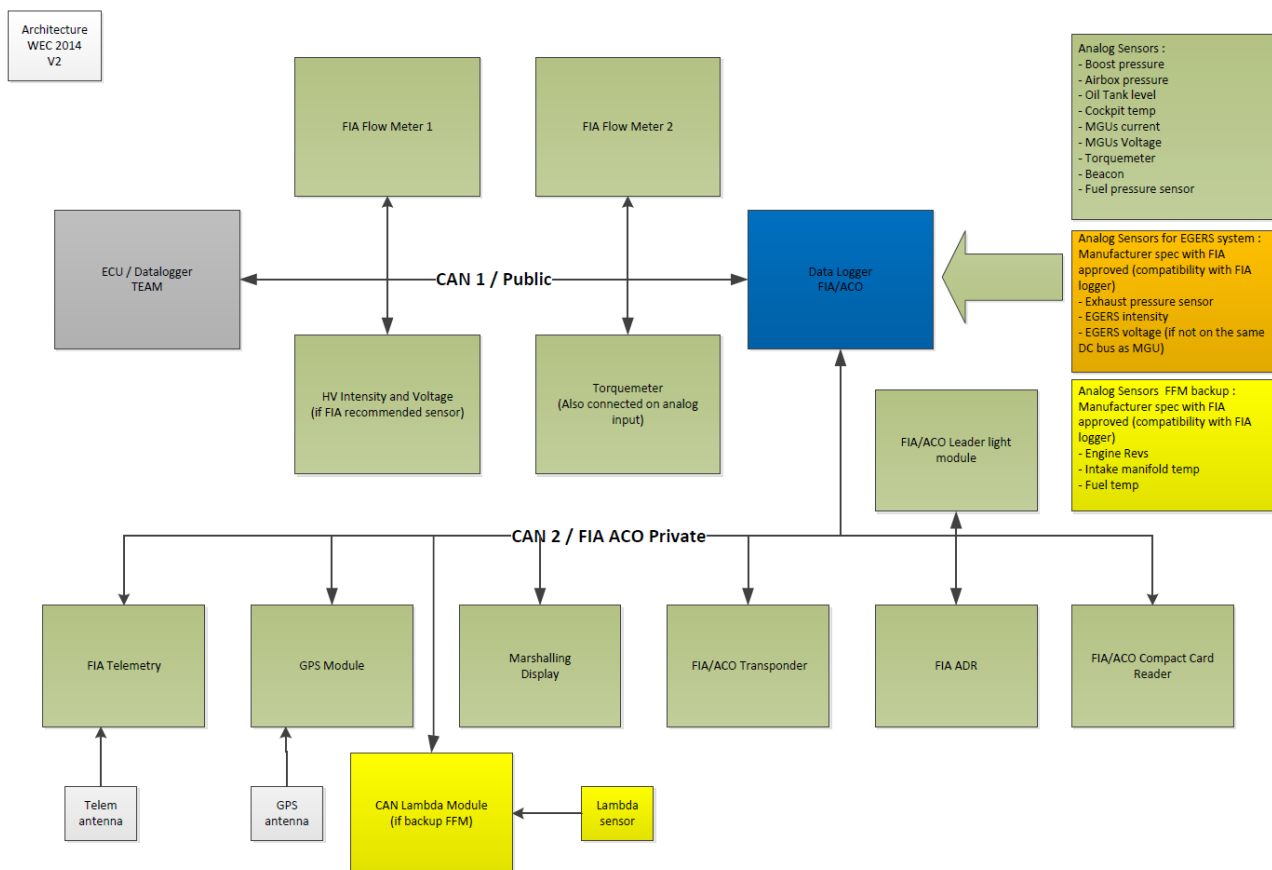 Architecture
WEC 2014
V2
FIA Flow Meter 1
FIA Flow Meter 2
Analog Sensors :
- Boost pressure
- Airbox pressure
- Oil Tank level
- Cockpit temp
- MGUs current
- MGUs Voltage
- Torquemeter
- Beacon
- Fuel pressure sensor
ECU / Datalogger
TEAM
CAN 1 / Public
Data Logger
FIA/ACO
Analog Sensors for EGERS system :
Manufacturer spec with FIA
approved (compatibility with FIA
logger)
- Exhaust pressure sensor
- EGERS intensity
- EGERS voltage (if not on the same
DC bus as MGU)
HV Intensity and Voltage
(if FIA recommended sensor)
Torquemeter
(Also connected on analog
input)
FIA/ACO Leader light
module
Analog Sensors  FFM backup :
Manufacturer spec with FIA
approved (compatibility with FIA
logger)
- Engine Revs
- Intake manifold temp
- Fuel temp
CAN 2 / FIA ACO Private
FIA Telemetry
GPS Module
Marshalling
Display
FIA/ACO Transponder
FIA ADR
FIA/ACO Compact Card
Reader
Telem
antenna
GPS
antenna
CAN Lambda Module
(if backup FFM)
Lambda
sensor